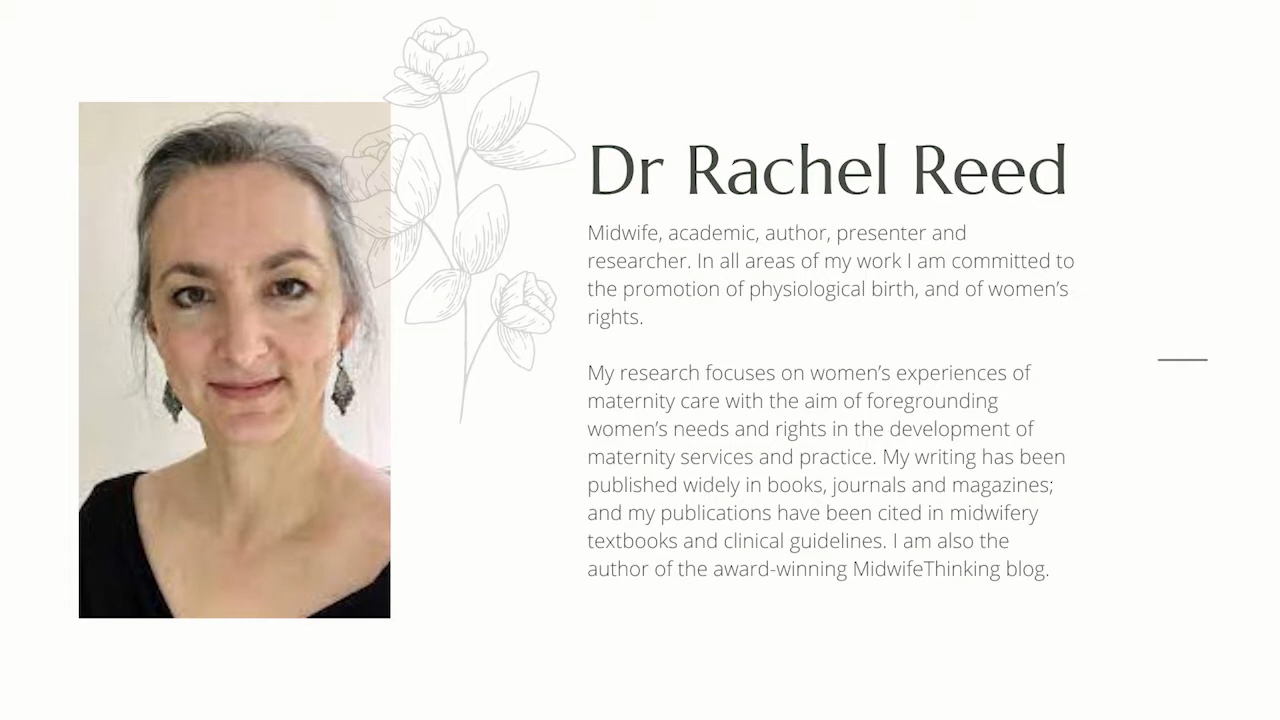 Dr Rachel Reed
Midwife, academic, author, presenter and
researcher. In all areas of my work I am committed to
the promotion of physiological birth, and of women's
rights.
My research focuses on women's experiences of
maternity care with the aim of foregrounding
women's needs and rights in the development of
maternity services and practice. My writing has been
published widely in books, journals and magazines;
and my publications have been cited in midwifery
textbooks and clinical guidelines. I am also the
author of the award-winning MidwifeThinking blog.